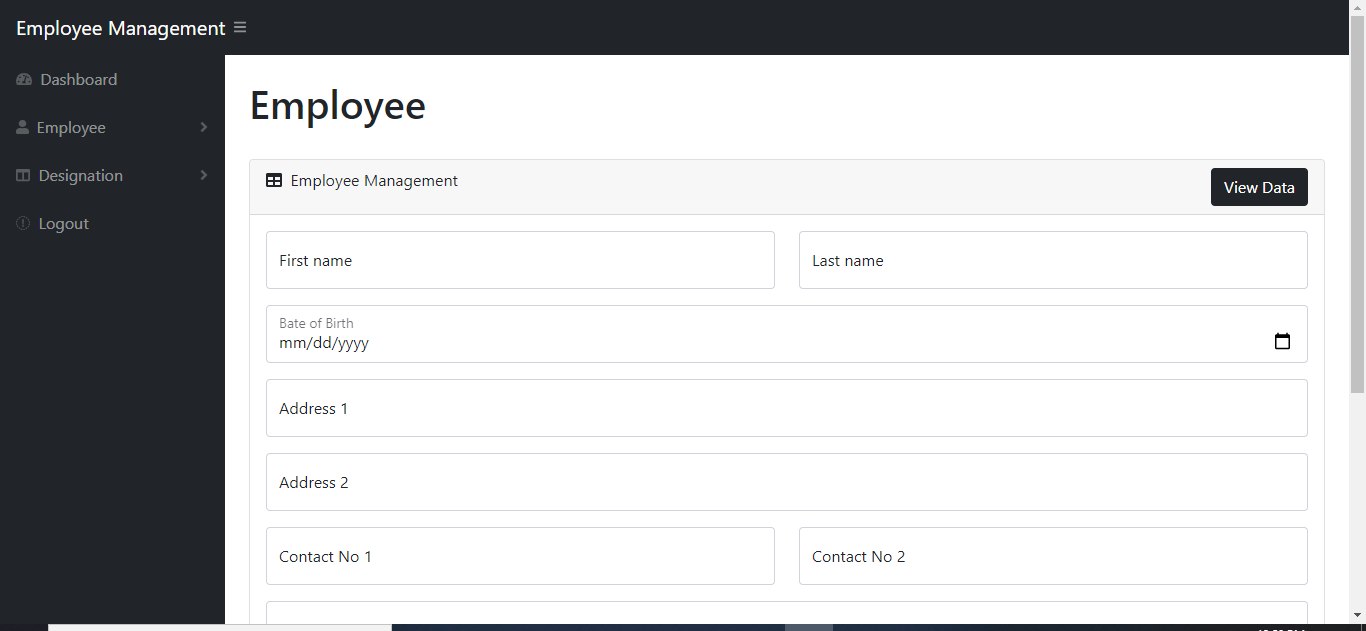 Employee Management
Dashboard
Employee
Designation
Logout
Employee
Employee Management
View Data
First name
Last name
Bate of Birth
mm/dd/yyyy
Address 1
Address 2
Contact No 1
Contact No 2